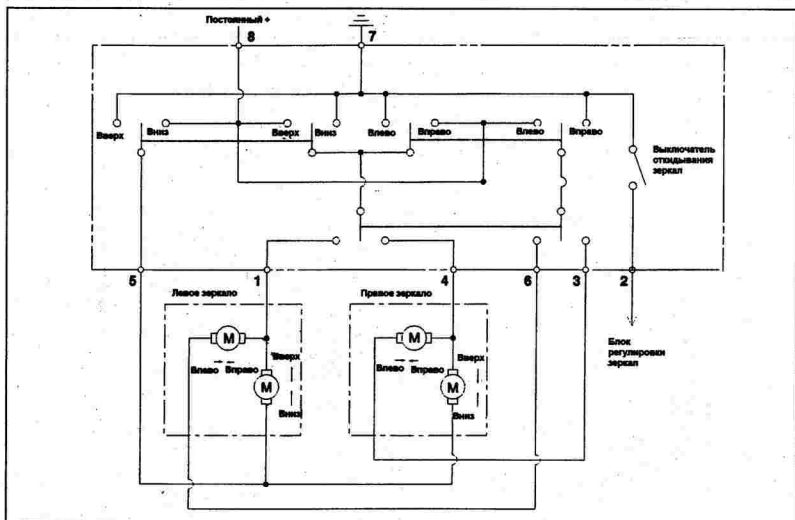 Постоянный +
8
7
Вверх
Вниз
Вверх
Вниз
Влево
Вправо
Влево
Вправо
Выключатель
откидывания
зеркал
5
1
4
6
3
2
Левое зеркало
Правое зеркало
M
Влево Вправо
Вверх
M
Вниз
M
Влево Вправо
Вверх
M
Вниз
Блок
регулировки
зеркал